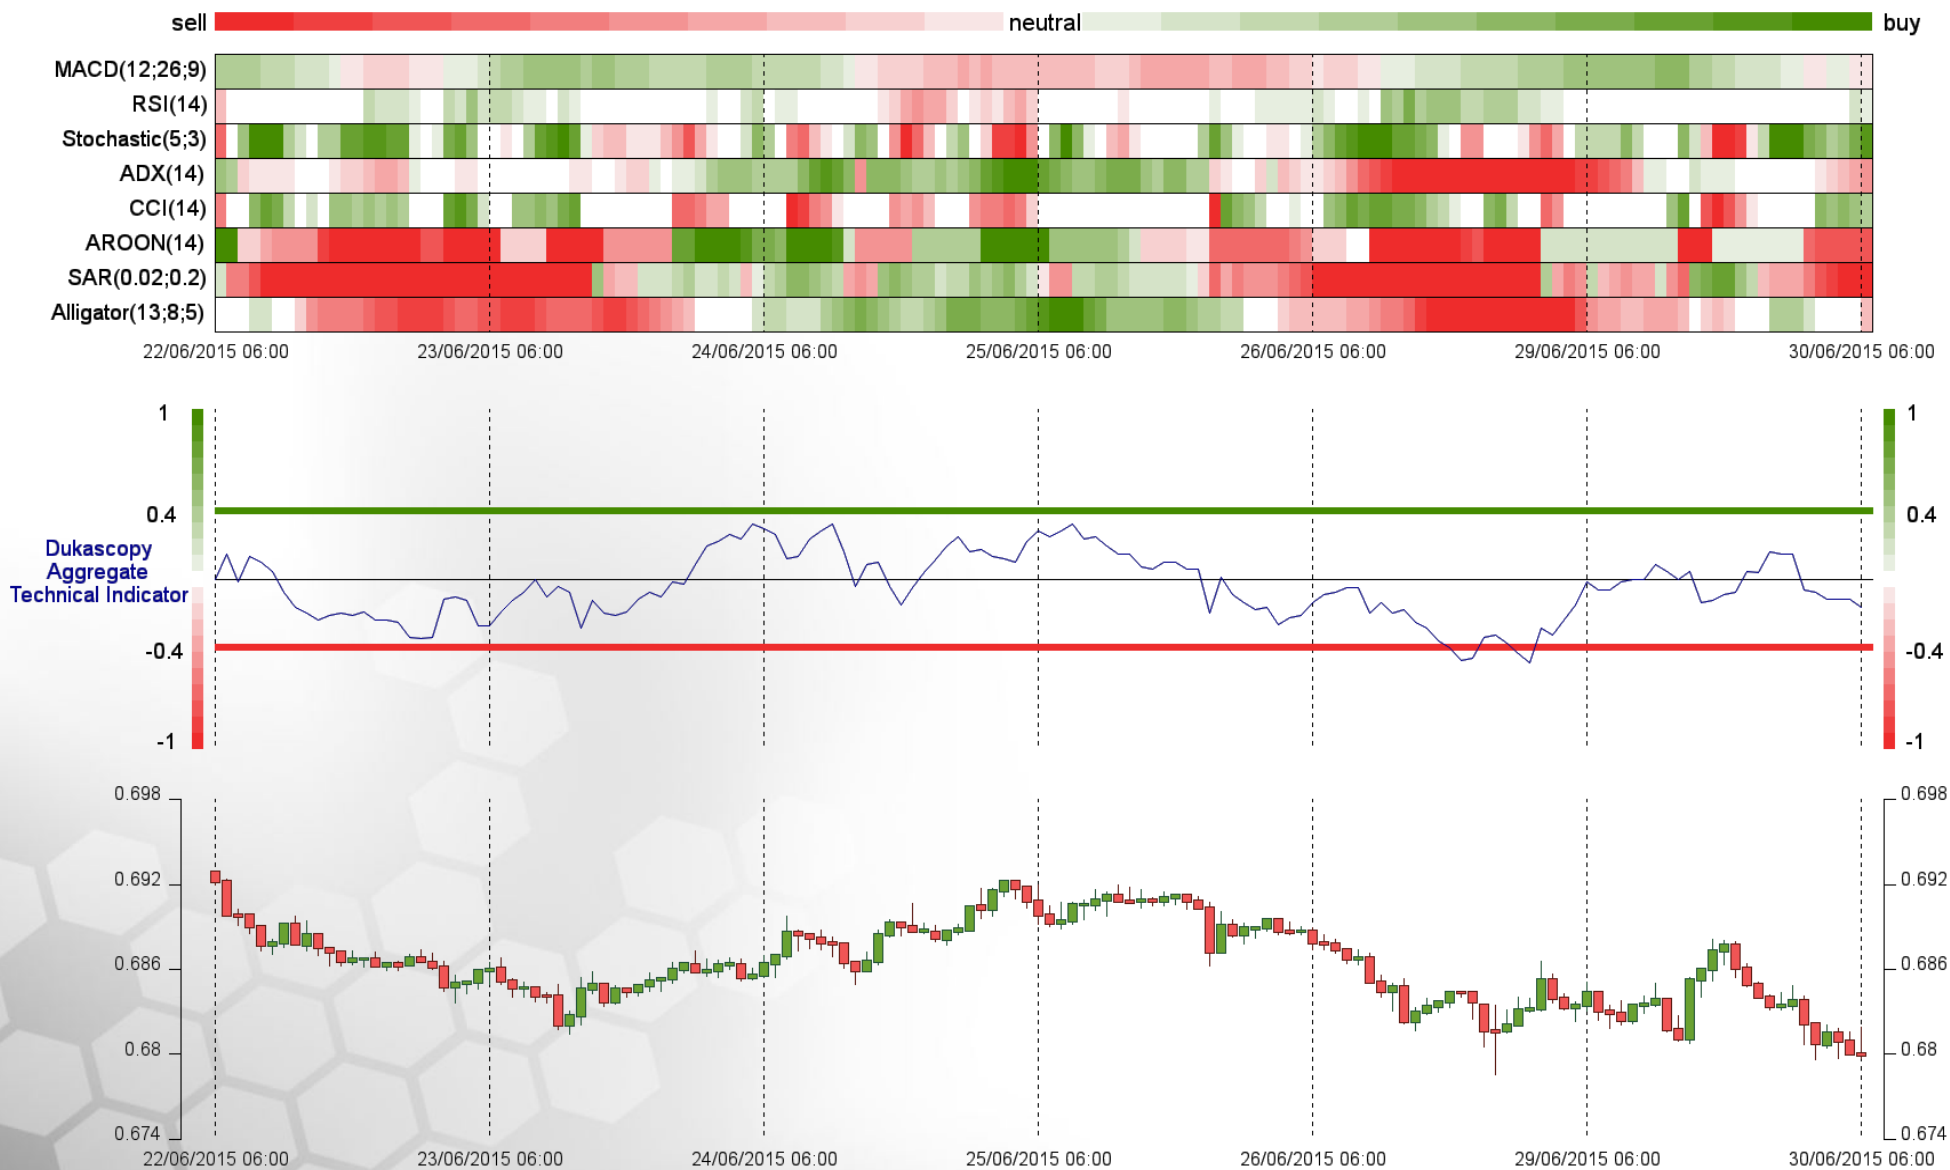 sell neutral buy
MACD(12;26;9)
RSI(14)
Stochastic(5;3)
ADX(14)
CCI(14)
AROON(14)
SAR(0.02;0.2)
Alligator(13;8;5)
22/06/2015 06:00 23/06/2015 06:00 24/06/2015 06:00 25/06/2015 06:00 26/06/2015 06:00 29/06/2015 06:00 30/06/2015 06:00
1 1
0.4 0.4
Dukascopy
Aggregate
Technical Indicator
-0.4 -0.4
-1 -1
0.698 0.698
0.692 0.692
0.686 0.686
0.68 0.68
0.674 0.674
22/06/2015 06:00 23/06/2015 06:00 24/06/2015 06:00 25/06/2015 06:00 26/06/2015 06:00 29/06/2015 06:00 30/06/2015 06:00